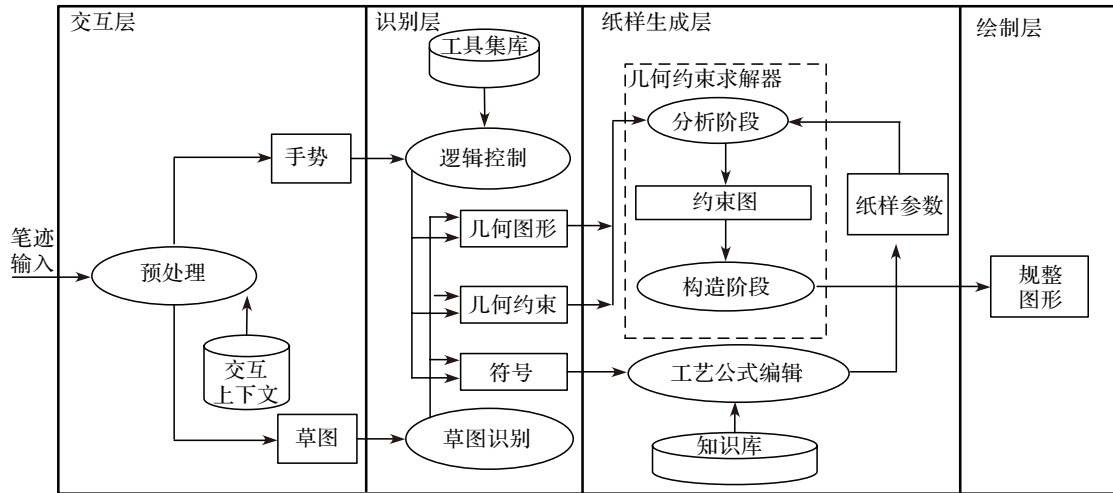 交互层
识别层
纸样生成层
绘制层
工具集库
几何约束求解器
分析阶段
手势
逻辑控制
约束图
纸样参数
几何图形
笔迹
输入
预处理
几何约束
构造阶段
规整
图形
交互
上下文
符号
工艺公式编辑
草图
草图识别
知识库